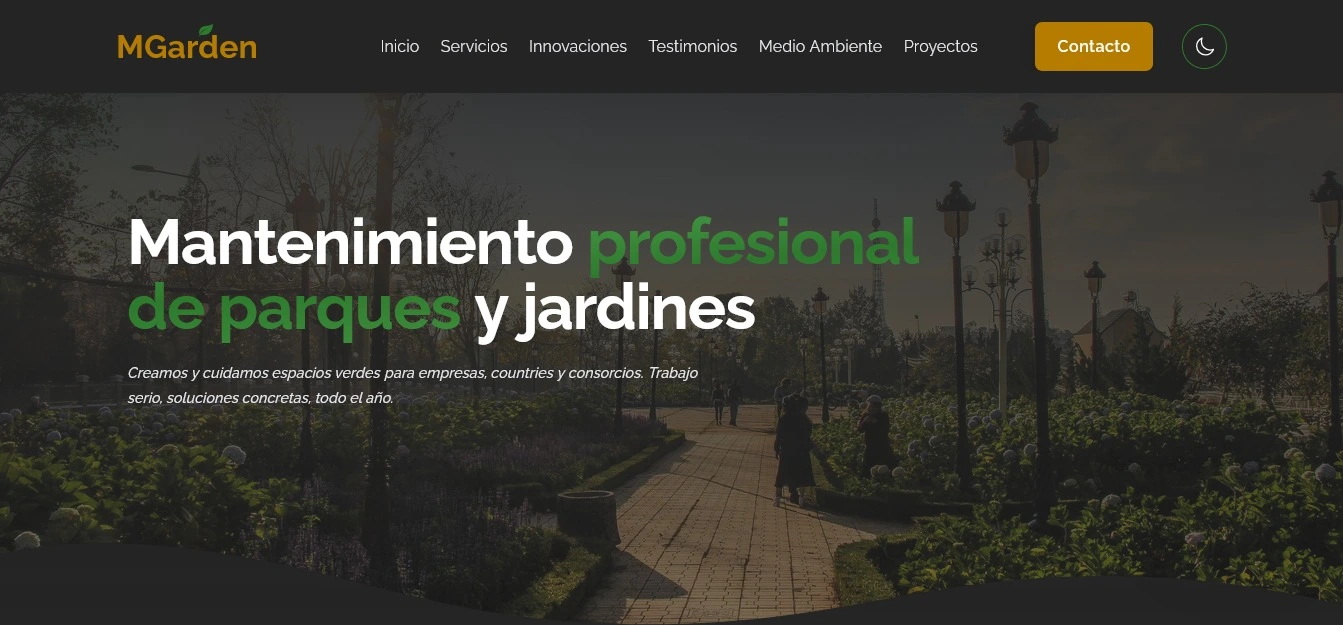 MGarden
Inicio Servicios Innovaciones Testimonios Medio Ambiente Proyectos Contacto
Mantenimiento profesional
de parques y jardines
Creamos y cuidamos espacios verdes para empresas, countries y consorcios. Trabajo
serio, soluciones concretas, todo el año.